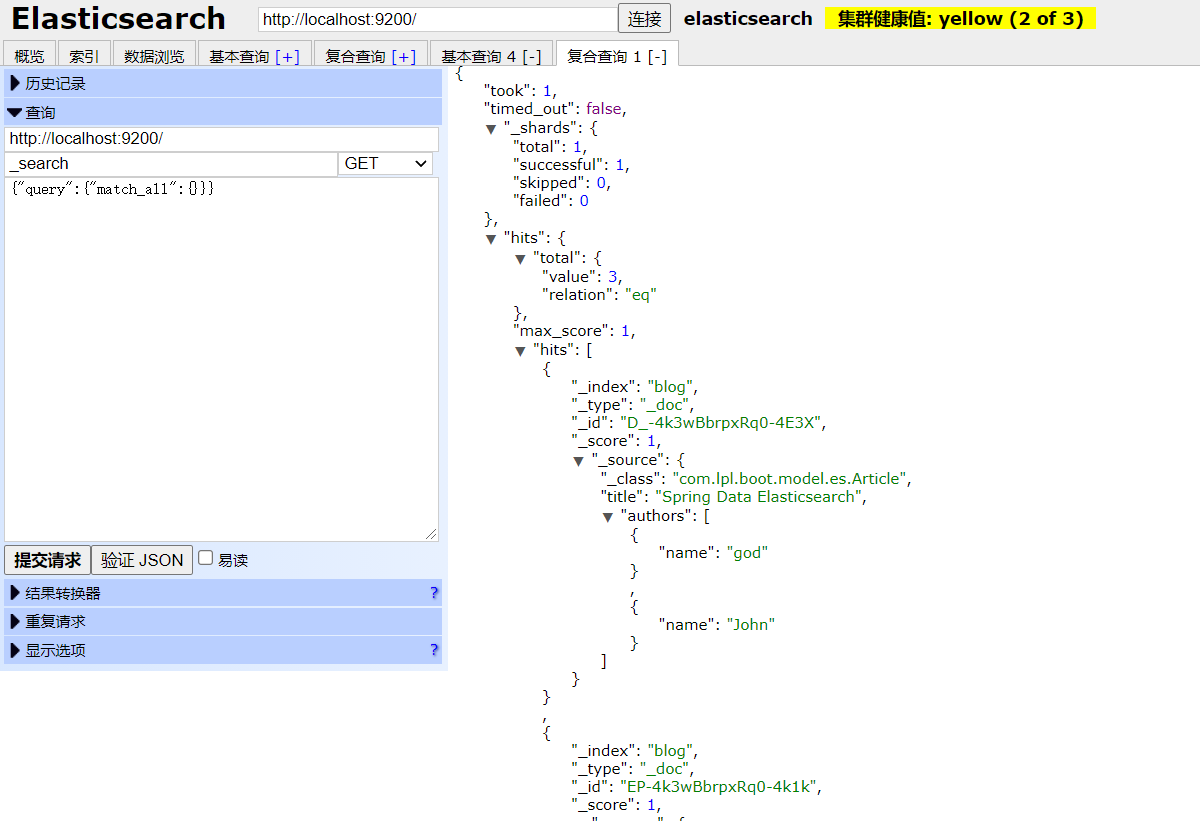 Elasticsearch http://localhost:9200/ 连接 elasticsearch 集群健康值: yellow (2 of 3)
概览 索引 数据浏览 基本查询 [+] 复合查询 [+] 基本查询 4 [-] 复合查询 1 [-]
历史记录
查询
http://localhost:9200/
_search GET
{"query":{"match_all":{}}}
提交请求 验证 JSON 易读
结果转换器 ?
重复请求
显示选项 ?
{
"took": 1,
"timed_out": false,
▼ "_shards": {
"total": 1,
"successful": 1,
"skipped": 0,
"failed": 0
},
▼ "hits": {
▼ "total": {
"value": 3,
"relation": "eq"
},
"max_score": 1,
▼ "hits": [
{
"_index": "blog",
"_type": "_doc",
"_id": "D_-4k3wBbrpxRq0-4E3X",
"_score": 1,
▼ "_source": {
"_class": "com.lpl.boot.model.es.Article",
"title": "Spring Data Elasticsearch",
▼ "authors": [
{
"name": "god"
}
,
{
"name": "John"
}
]
}
}
,
{
"_index": "blog",
"_type": "_doc",
"_id": "EP-4k3wBbrpxRq0-4k1k",
"_score": 1,